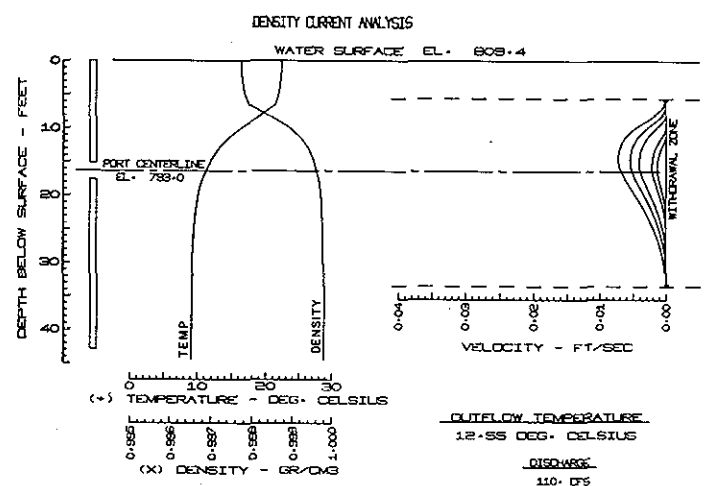 DENSITY CURRENT ANALYSIS
WATER SURFACE EL. 809.4
DEPTH BELOW SURFACE - FEET
0
10
20
30
40
PORT CENTERLINE
EL. 793.0
TEMP
DENSITY
WITHDRAWAL ZONE
0.04
0.03
0.02
0.01
0.00
VELOCITY - FT/SEC
0
10
20
30
(+) TEMPERATURE - DEG. CELSIUS
0.995
0.996
0.997
0.998
0.999
1.000
(X) DENSITY - GR/CM3
OUTFLOW TEMPERATURE
12.55 DEG. CELSIUS
DISCHARGE
110. CFS